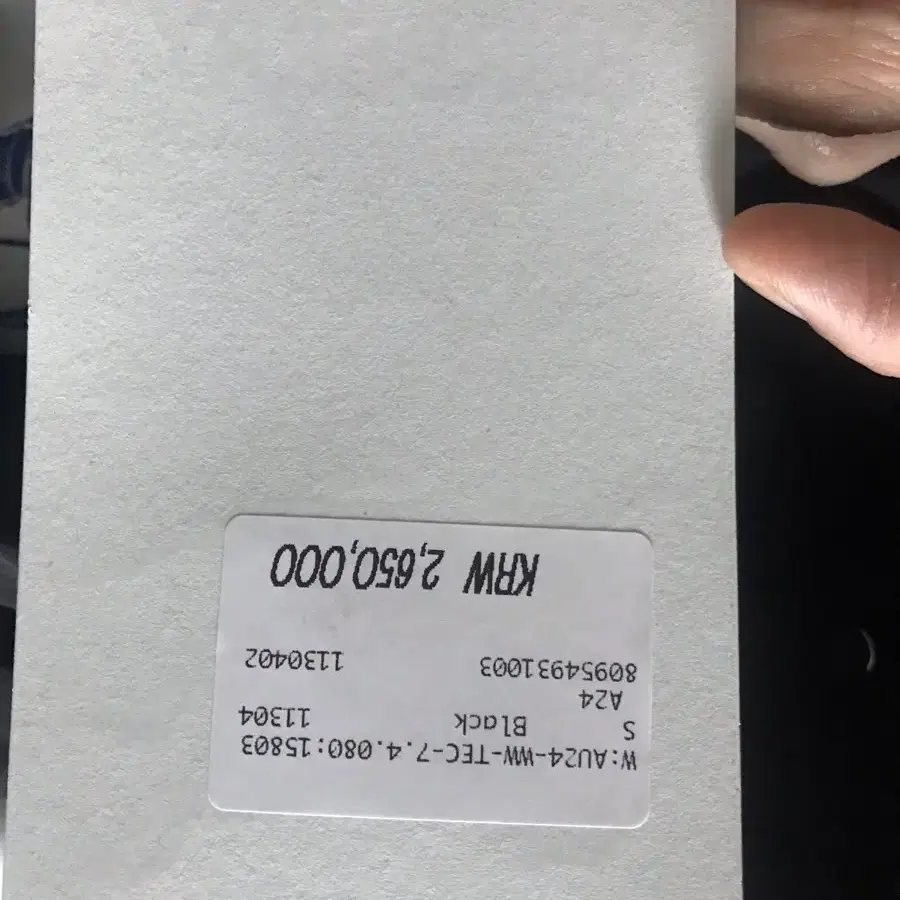 W:AU24-WW-TEC-7.4.080:15803
S Black 11304
A24
80954931003 1130402
KRW 2,650,000